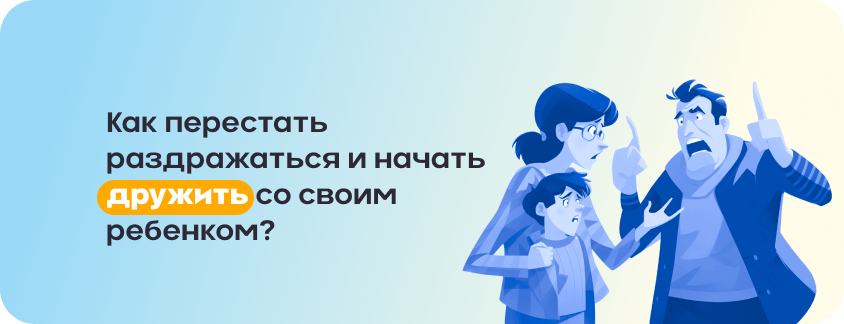 Как перестать
раздражаться и начать
дружить со своим
ребенком?